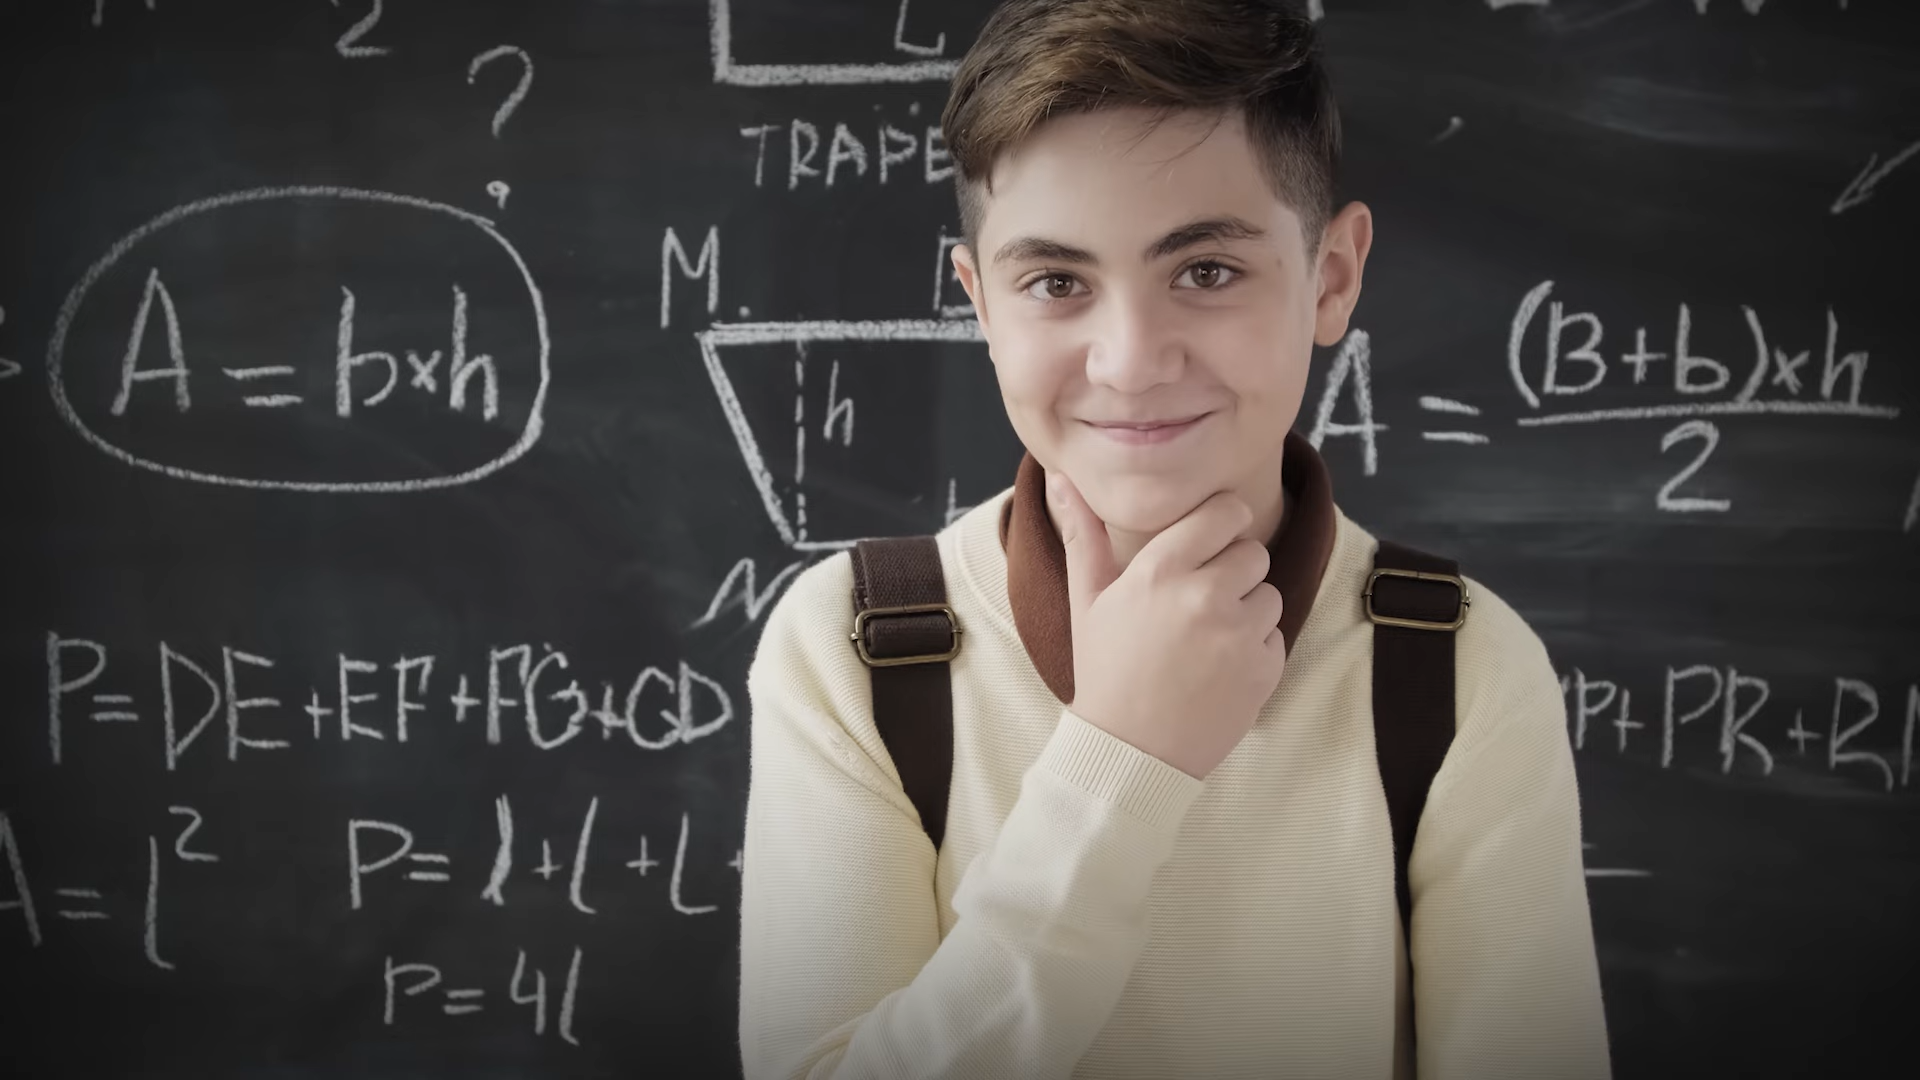 2
L
?
TRAPE
M.
A = b×h
h
A = (B+b)×h / 2
N
P= DE+EF+FG+GD
P+PR+R
A = l²
P= l+l+L
P= 4l